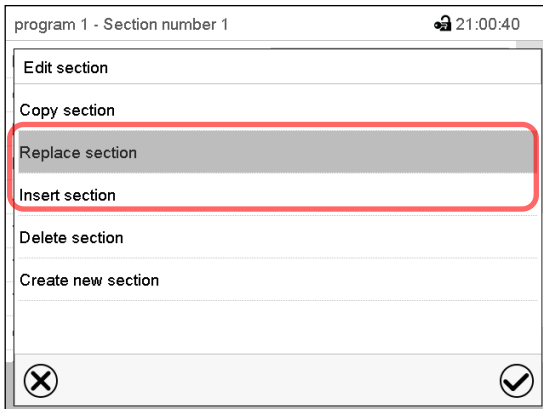 program 1 - Section number 1 21:00:40
Edit section
Copy section
Replace section
Insert section
Delete section
Create new section